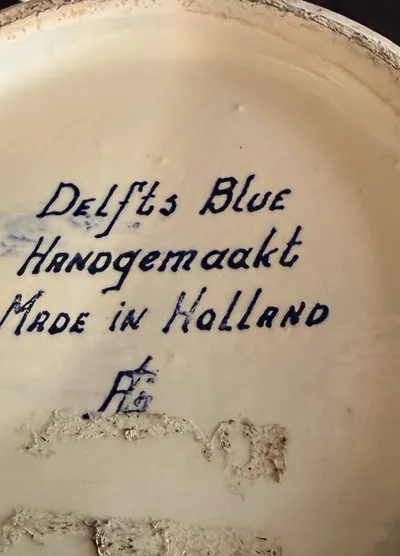 Delfts Blue
Handgemaakt
Made in Holland